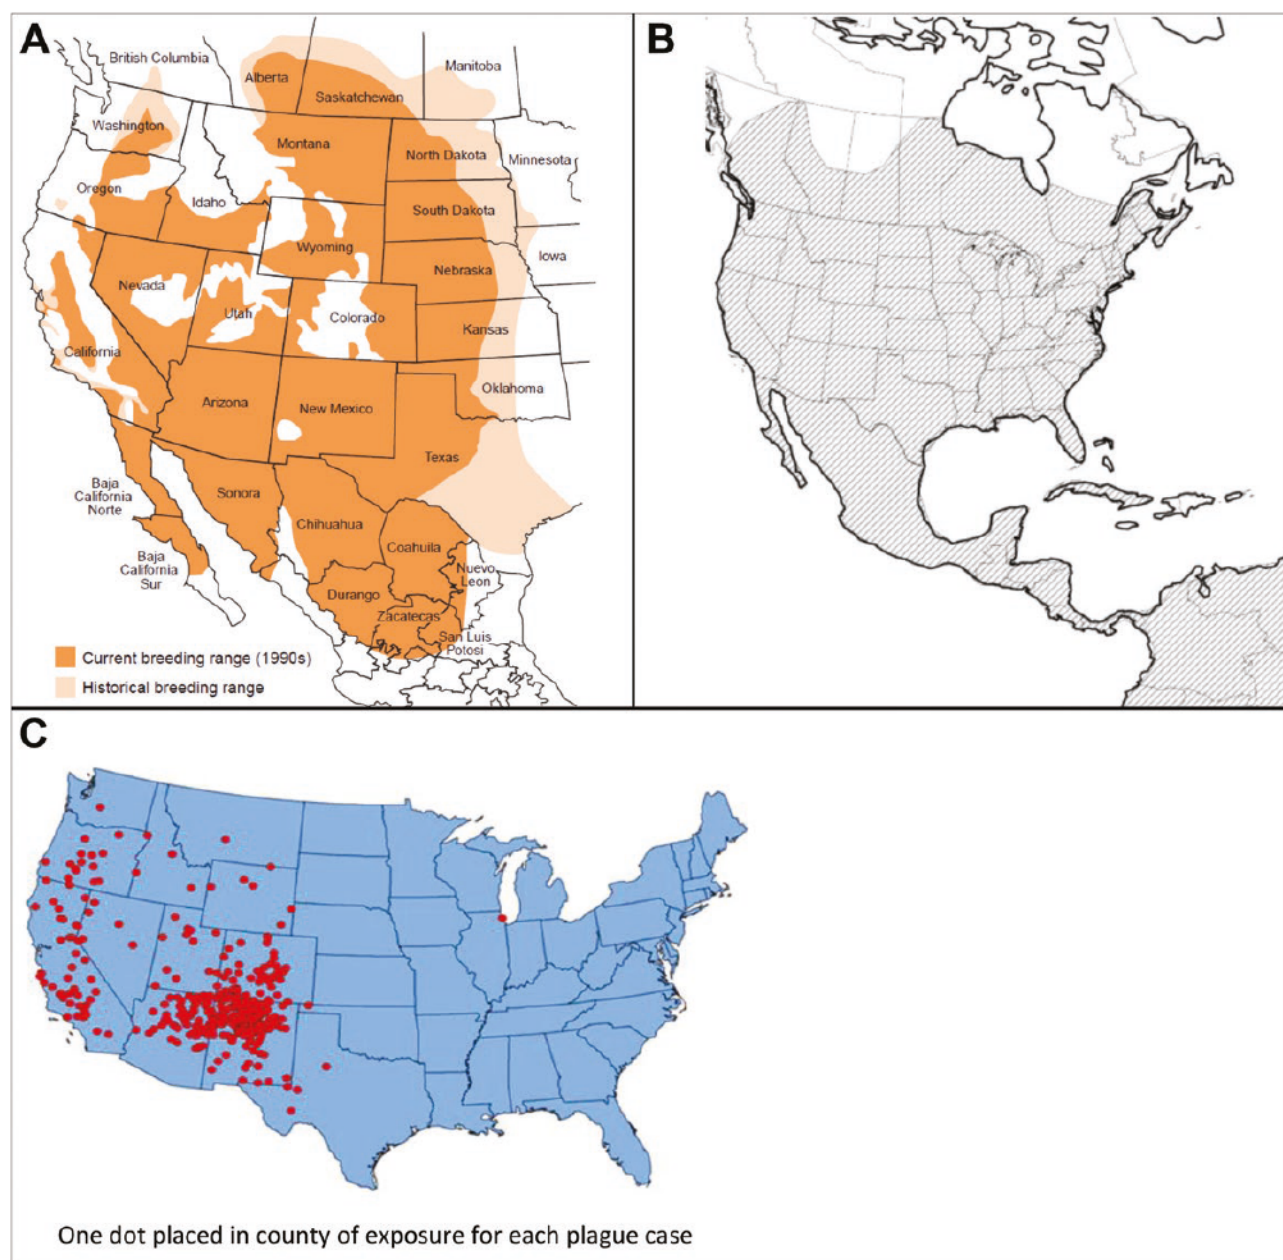 A
British Columbia
Alberta
Manitoba
Saskatchewan
Washington
Montana
North Dakota
Minnesota
Oregon
Idaho
South Dakota
Wyoming
Iowa
Nebraska
Nevada
Utah
Colorado
Kansas
California
Oklahoma
Arizona
New Mexico
Texas
Baja
California
Norte
Sonora
Chihuahua
Coahuila
Baja
California
Sur
Nuevo
Leon
Durango
Zacatecas
San Luis
Potosi
Current breeding range (1990s)
Historical breeding range
B
C
One dot placed in county of exposure for each plague case